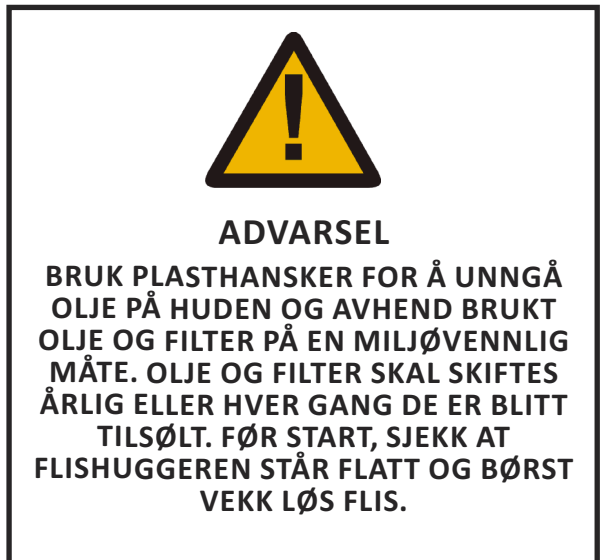 ADVARSEL
BRUK PLASTHANSKER FOR Å UNNGÅ
OLJE PÅ HUDEN OG AVHEND BRUKT
OLJE OG FILTER PÅ EN MILJØVENNLIG
MÅTE. OLJE OG FILTER SKAL SKIFTES
ÅRLIG ELLER HVER GANG DE ER BLITT
TILSØLT. FØR START, SJEKK AT
FLISHUGGEREN STÅR FLATT OG BØRST
VEKK LØS FLIS.